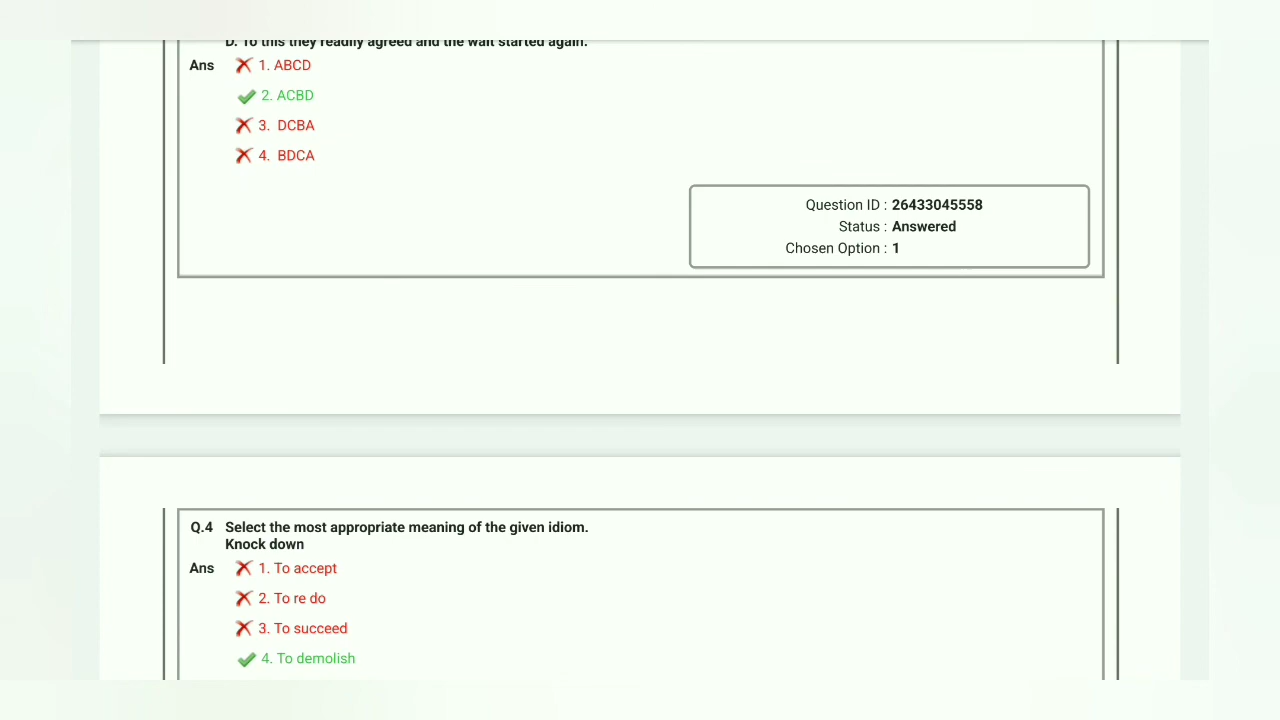 D. To this they readily agreed and the wait started again.
Ans 1. ABCD
2. ACBD
3. DCBA
4. BDCA
Question ID : 26433045558
Status : Answered
Chosen Option : 1
Q.4 Select the most appropriate meaning of the given idiom.
Knock down
Ans 1. To accept
2. To re do
3. To succeed
4. To demolish